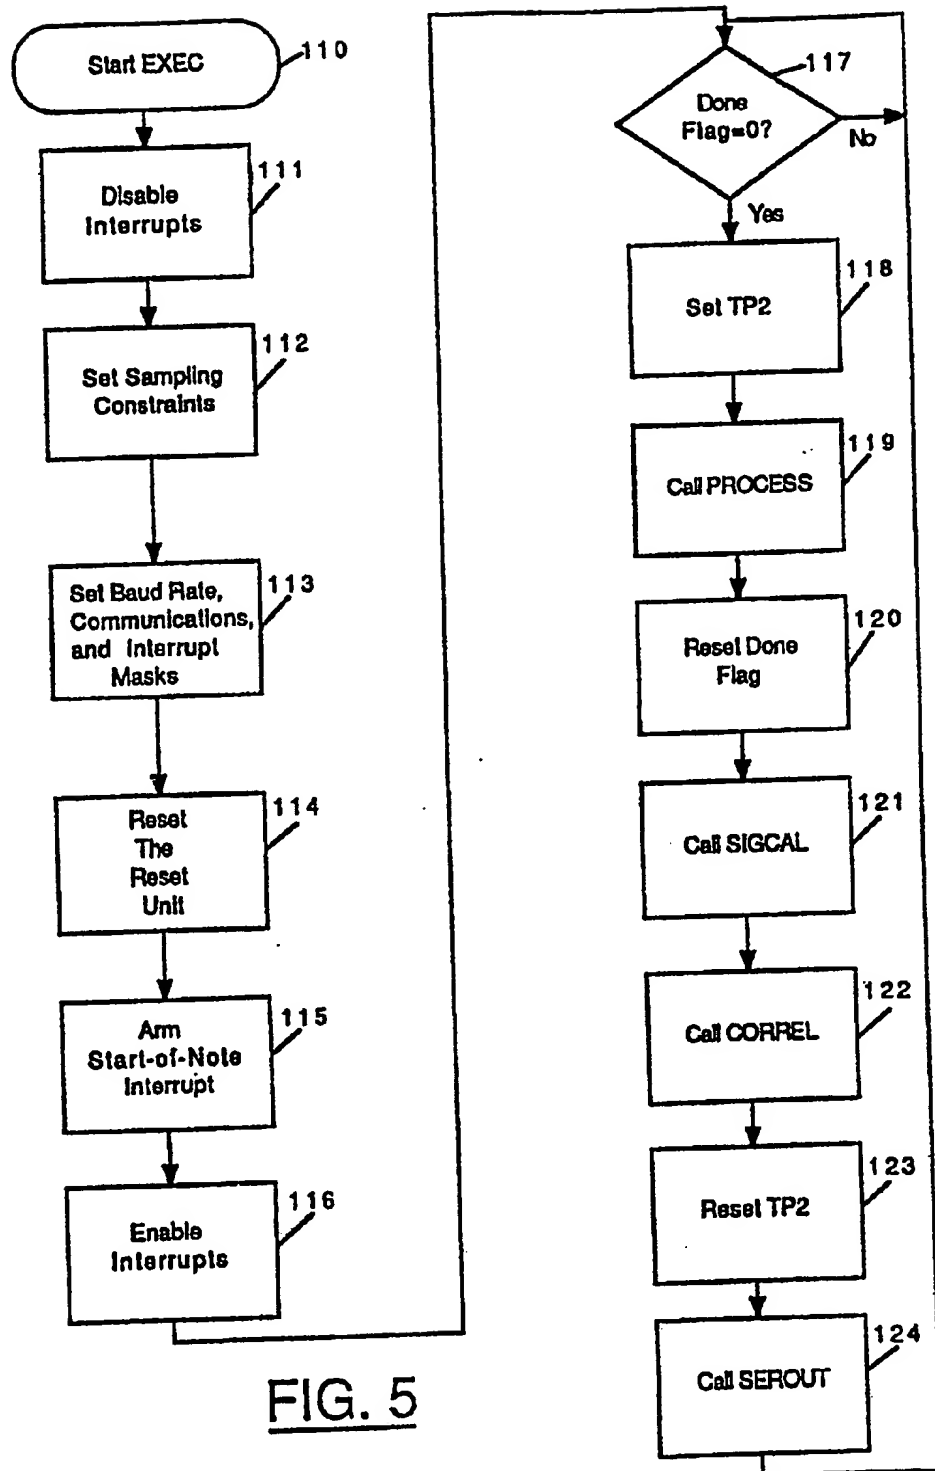 Start EXEC
110
Disable
Interrupts
111
Set Sampling
Constraints
112
Set Baud Rate,
Communications,
and Interrupt
Masks
113
Reset
The
Reset
Unit
114
Arm
Start-of-Note
Interrupt
115
Enable
Interrupts
116
Done
Flag=0?
117
No
Yes
Set TP2
118
Call PROCESS
119
Reset Done
Flag
120
Call SIGCAL
121
Call CORREL
122
Reset TP2
123
Call SEROUT
124
FIG. 5